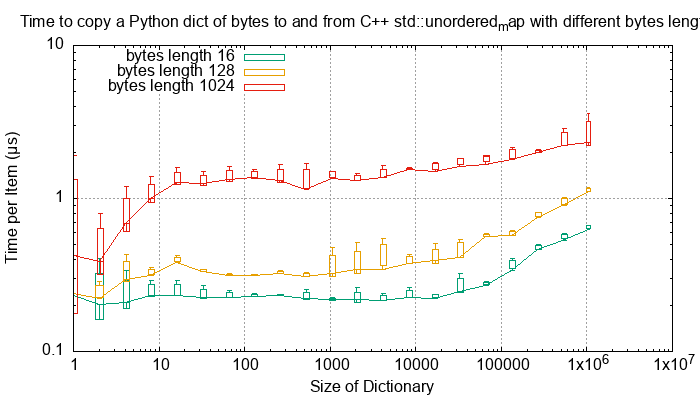 Time to copy a Python dict of bytes to and from C++ std::unordered_map with different bytes leng
10
bytes length 16
bytes length 128
bytes length 1024
Time per Item (µs)
1
0.1
1 10 100 1000 10000 100000 1x10^6 1x10^7
Size of Dictionary